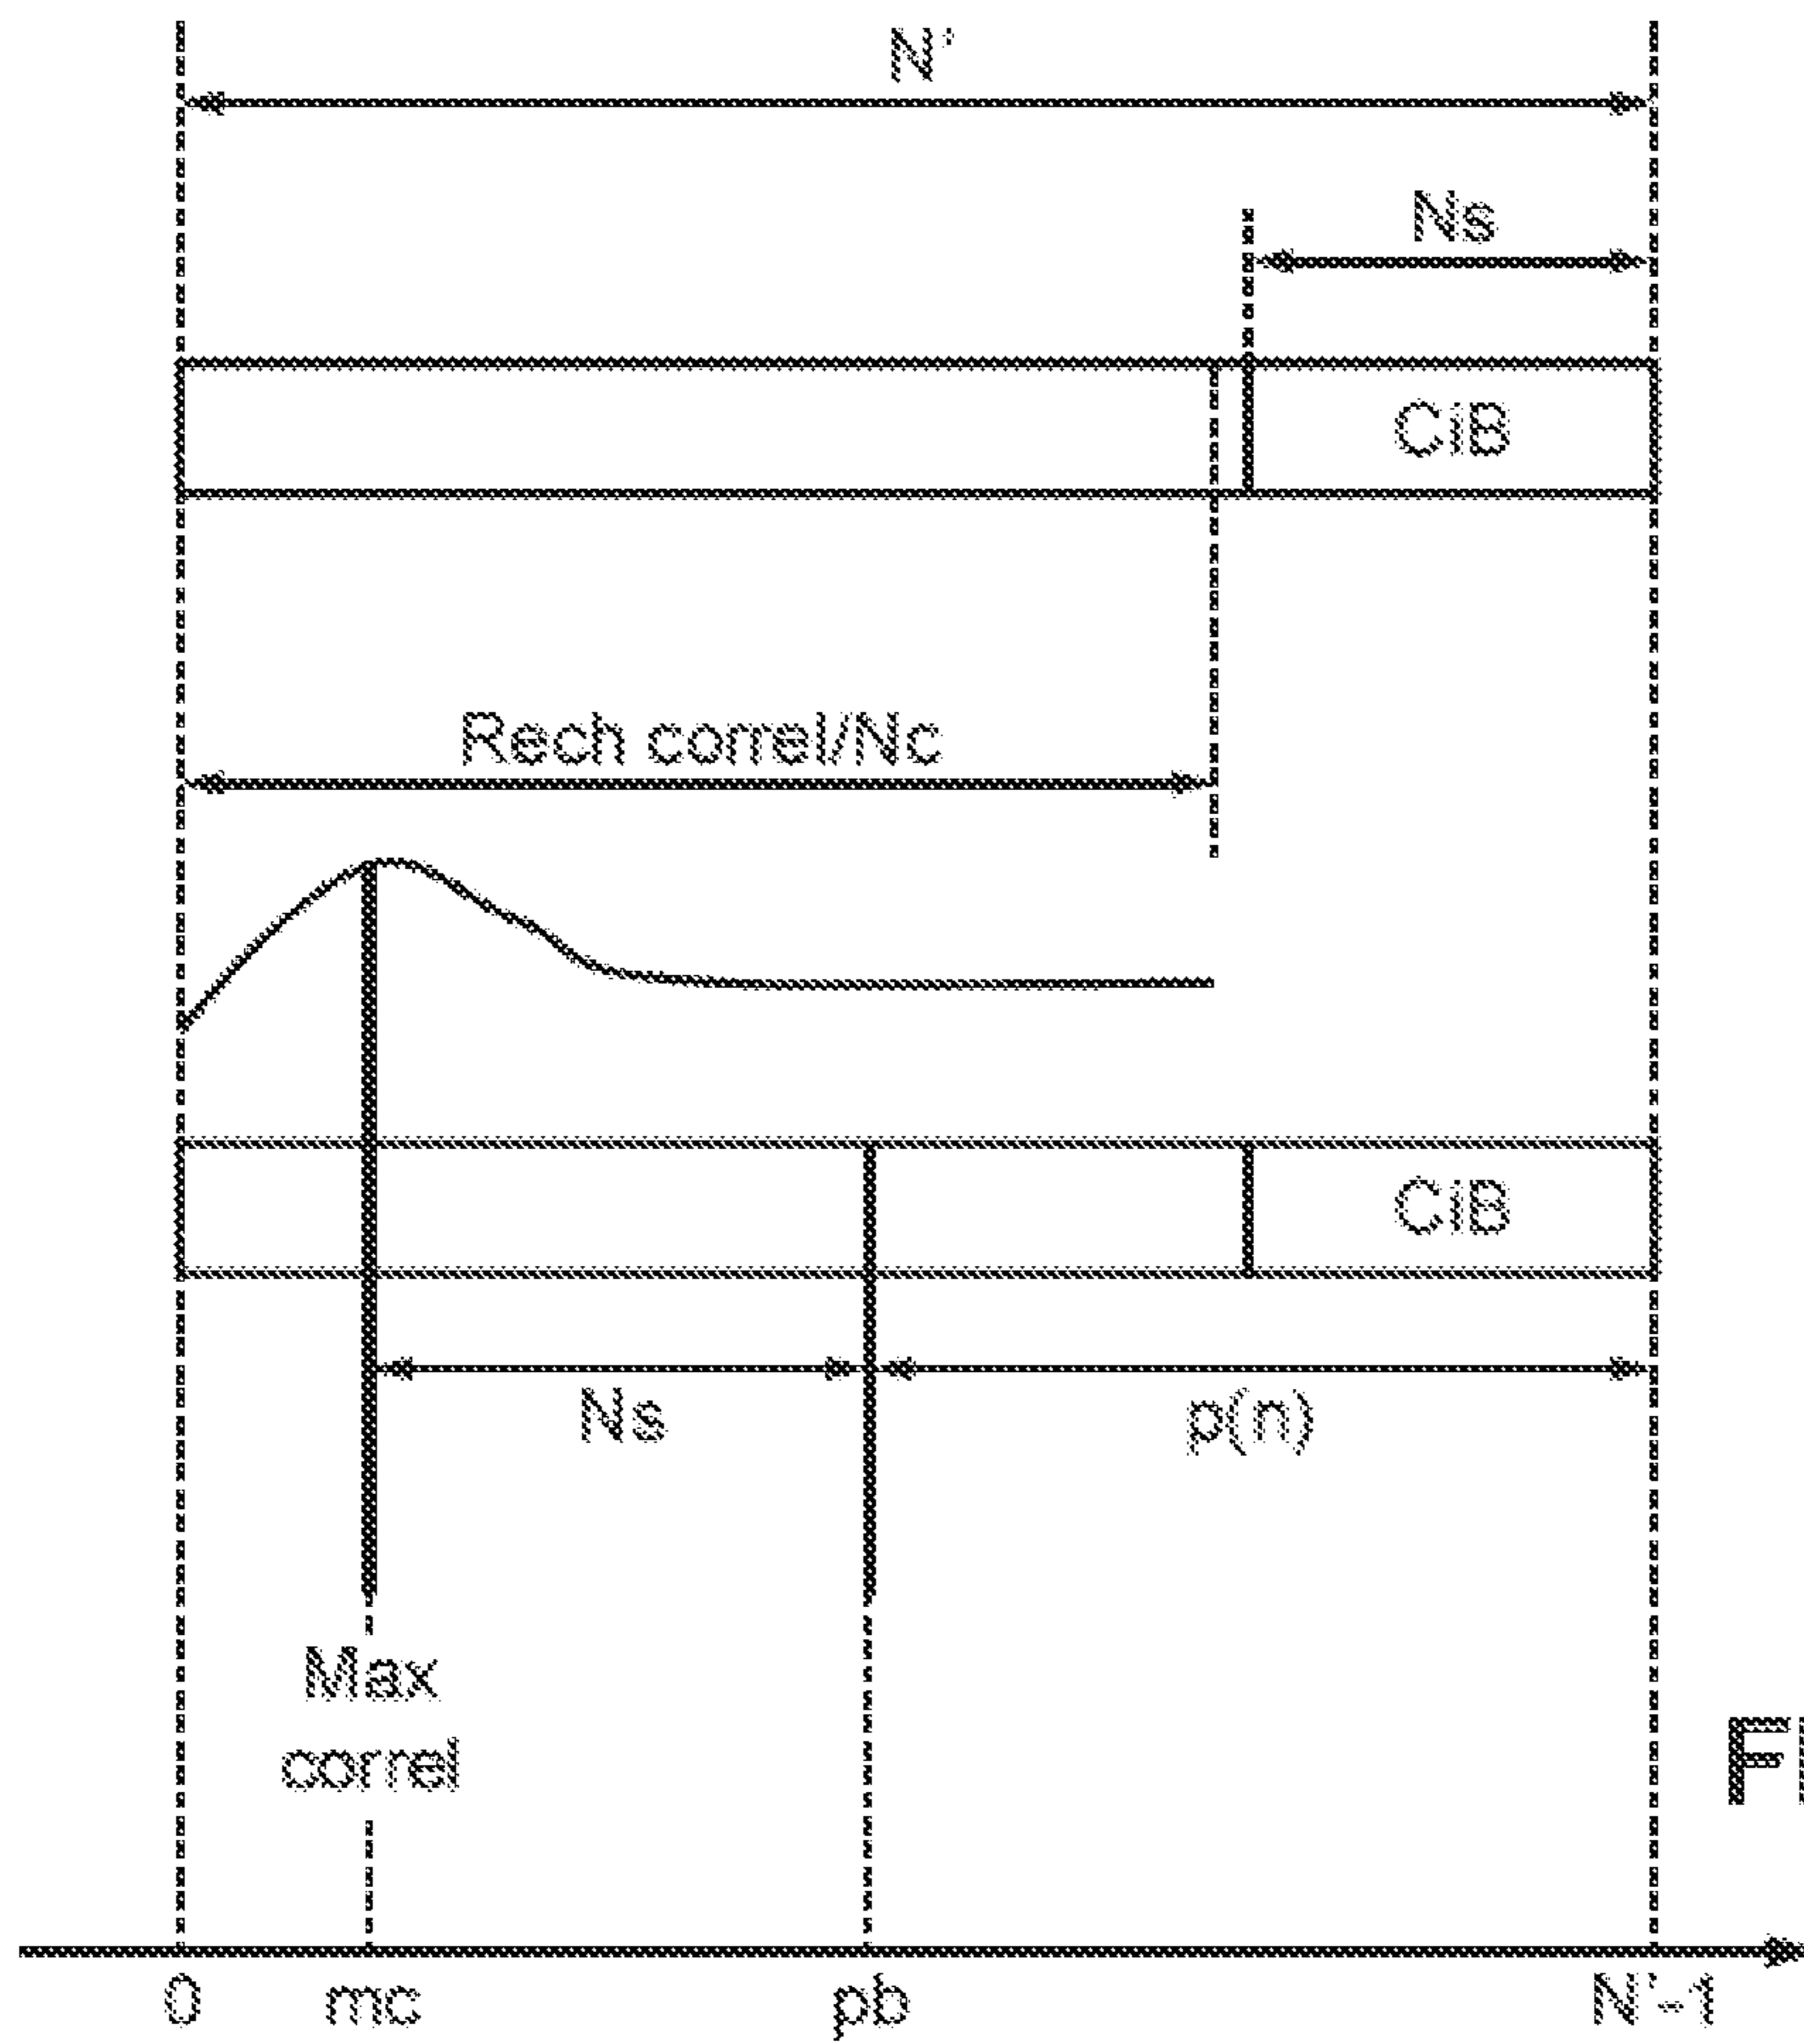 N'
Ns
CiB
Rech correl/Nc
CiB
Ns
p(n)
Max
correl
0
mc
pb
N'-1